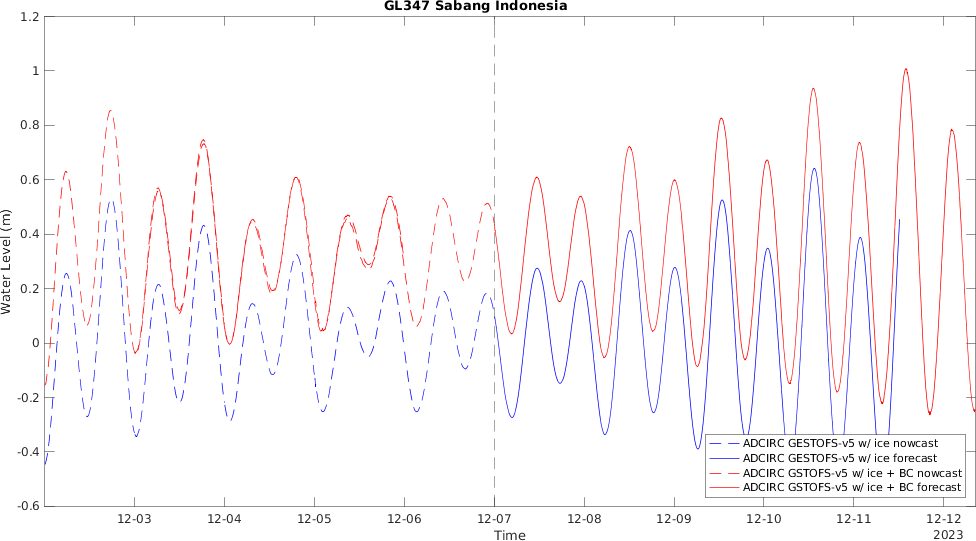 GL347 Sabang Indonesia
1.2
1
0.8
0.6
0.4
0.2
0
-0.2
-0.4
-0.6
Water Level (m)
ADCIRC GESTOFS-v5 w/ ice nowcast
ADCIRC GESTOFS-v5 w/ ice forecast
ADCIRC GSTOFS-v5 w/ ice + BC nowcast
ADCIRC GSTOFS-v5 w/ ice + BC forecast
12-03 12-04 12-05 12-06 12-07 12-08 12-09 12-10 12-11 12-12
2023
Time